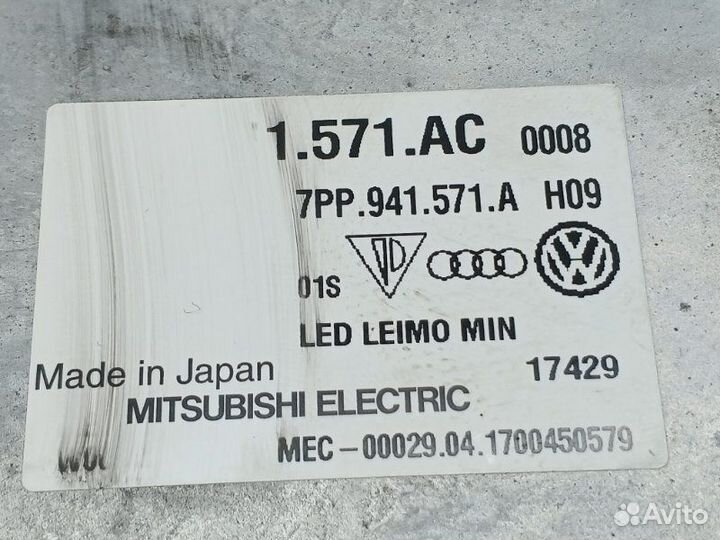 1.571.AC 0008
7PP.941.571.A H09
01S
LED LEIMO MIN
Made in Japan 17429
MITSUBISHI ELECTRIC
MEC-00029.04.1700450579
Avito